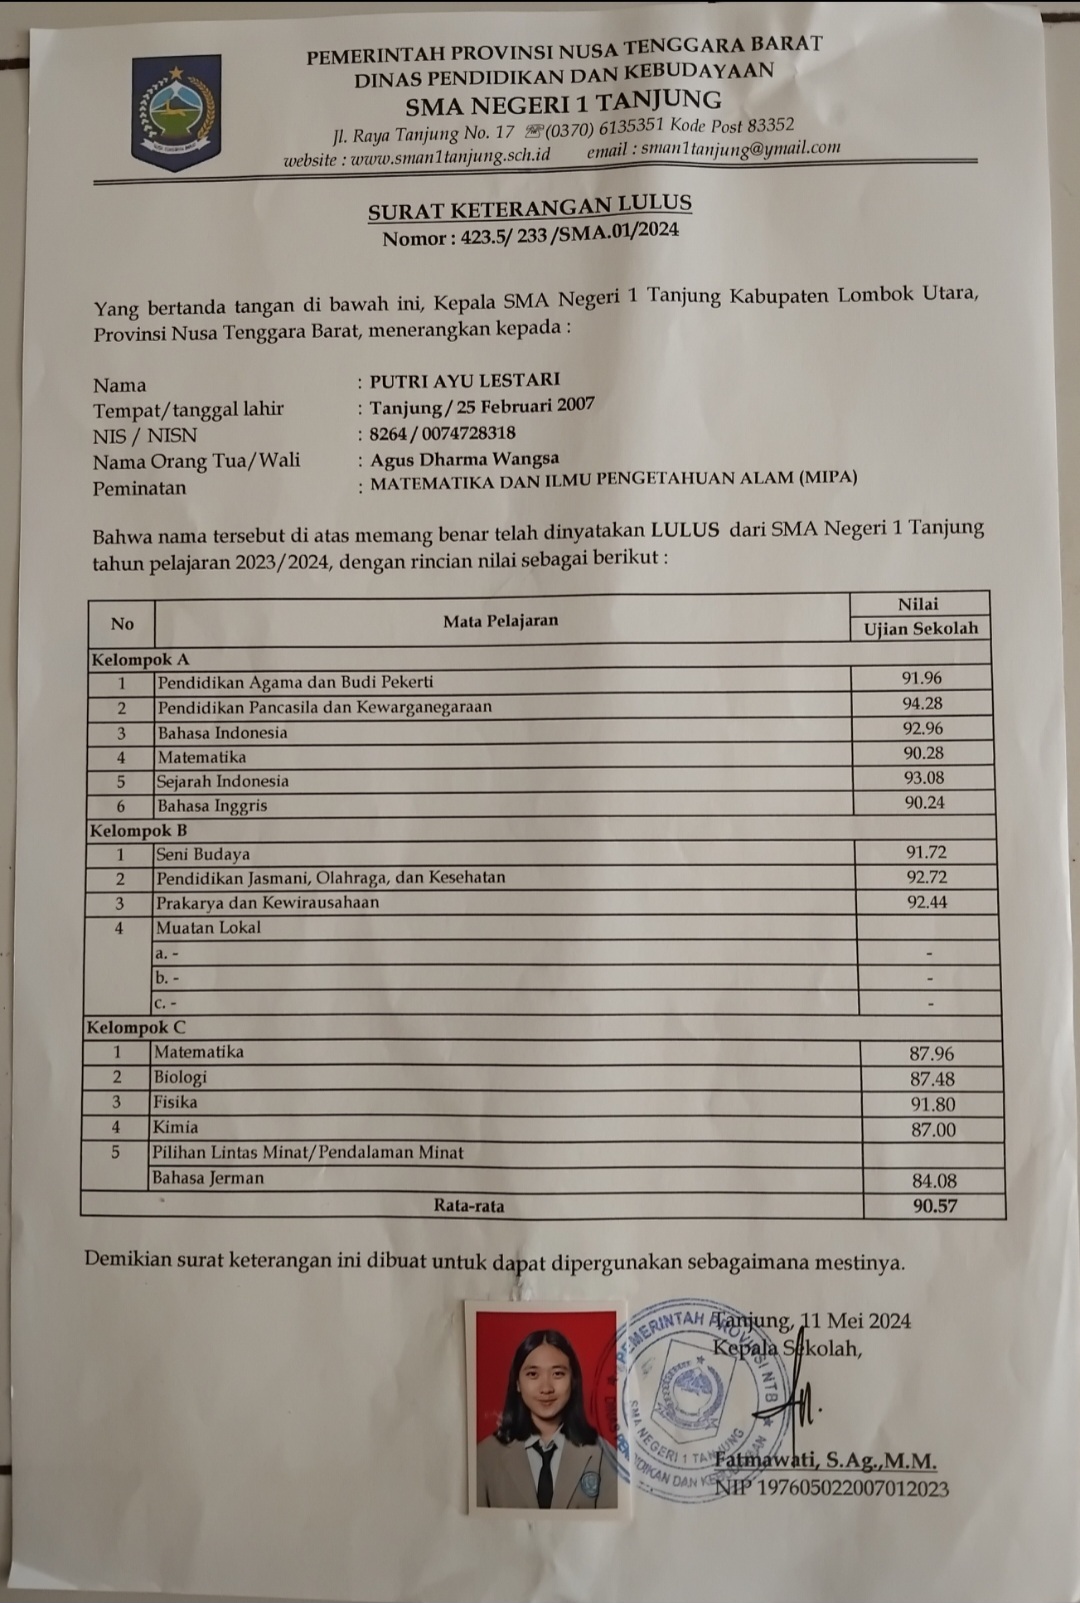 PEMERINTAH PROVINSI NUSA TENGGARA BARAT
DINAS PENDIDIKAN DAN KEBUDAYAAN
SMA NEGERI 1 TANJUNG
Jl. Raya Tanjung No. 17 ☏(0370) 6135351 Kode Post 83352
website : www.sman1tanjung.sch.id email : sman1tanjung@ymail.com
SURAT KETERANGAN LULUS
Nomor : 423.5/ 233 /SMA.01/2024
Yang bertanda tangan di bawah ini, Kepala SMA Negeri 1 Tanjung Kabupaten Lombok Utara,
Provinsi Nusa Tenggara Barat, menerangkan kepada :
Nama : PUTRI AYU LESTARI
Tempat/tanggal lahir : Tanjung/ 25 Februari 2007
NIS / NISN : 8264 / 0074728318
Nama Orang Tua/Wali : Agus Dharma Wangsa
Peminatan : MATEMATIKA DAN ILMU PENGETAHUAN ALAM (MIPA)
Bahwa nama tersebut di atas memang benar telah dinyatakan LULUS dari SMA Negeri 1 Tanjung
tahun pelajaran 2023/2024, dengan rincian nilai sebagai berikut :
No Mata Pelajaran Nilai
Ujian Sekolah
Kelompok A
1 Pendidikan Agama dan Budi Pekerti 91.96
2 Pendidikan Pancasila dan Kewarganegaraan 94.28
3 Bahasa Indonesia 92.96
4 Matematika 90.28
5 Sejarah Indonesia 93.08
6 Bahasa Inggris 90.24
Kelompok B
1 Seni Budaya 91.72
2 Pendidikan Jasmani, Olahraga, dan Kesehatan 92.72
3 Prakarya dan Kewirausahaan 92.44
4 Muatan Lokal
a. - -
b. - -
c. - -
Kelompok C
1 Matematika 87.96
2 Biologi 87.48
3 Fisika 91.80
4 Kimia 87.00
5 Pilihan Lintas Minat/Pendalaman Minat
Bahasa Jerman 84.08
Rata-rata 90.57
Demikian surat keterangan ini dibuat untuk dapat dipergunakan sebagaimana mestinya.
Tanjung, 11 Mei 2024
Kepala Sekolah,
PEMERINTAH PROVINSI NTB
SMA NEGERI 1 TANJUNG
Fatmawati, S.Ag.,M.M.
NIP 197605022007012023